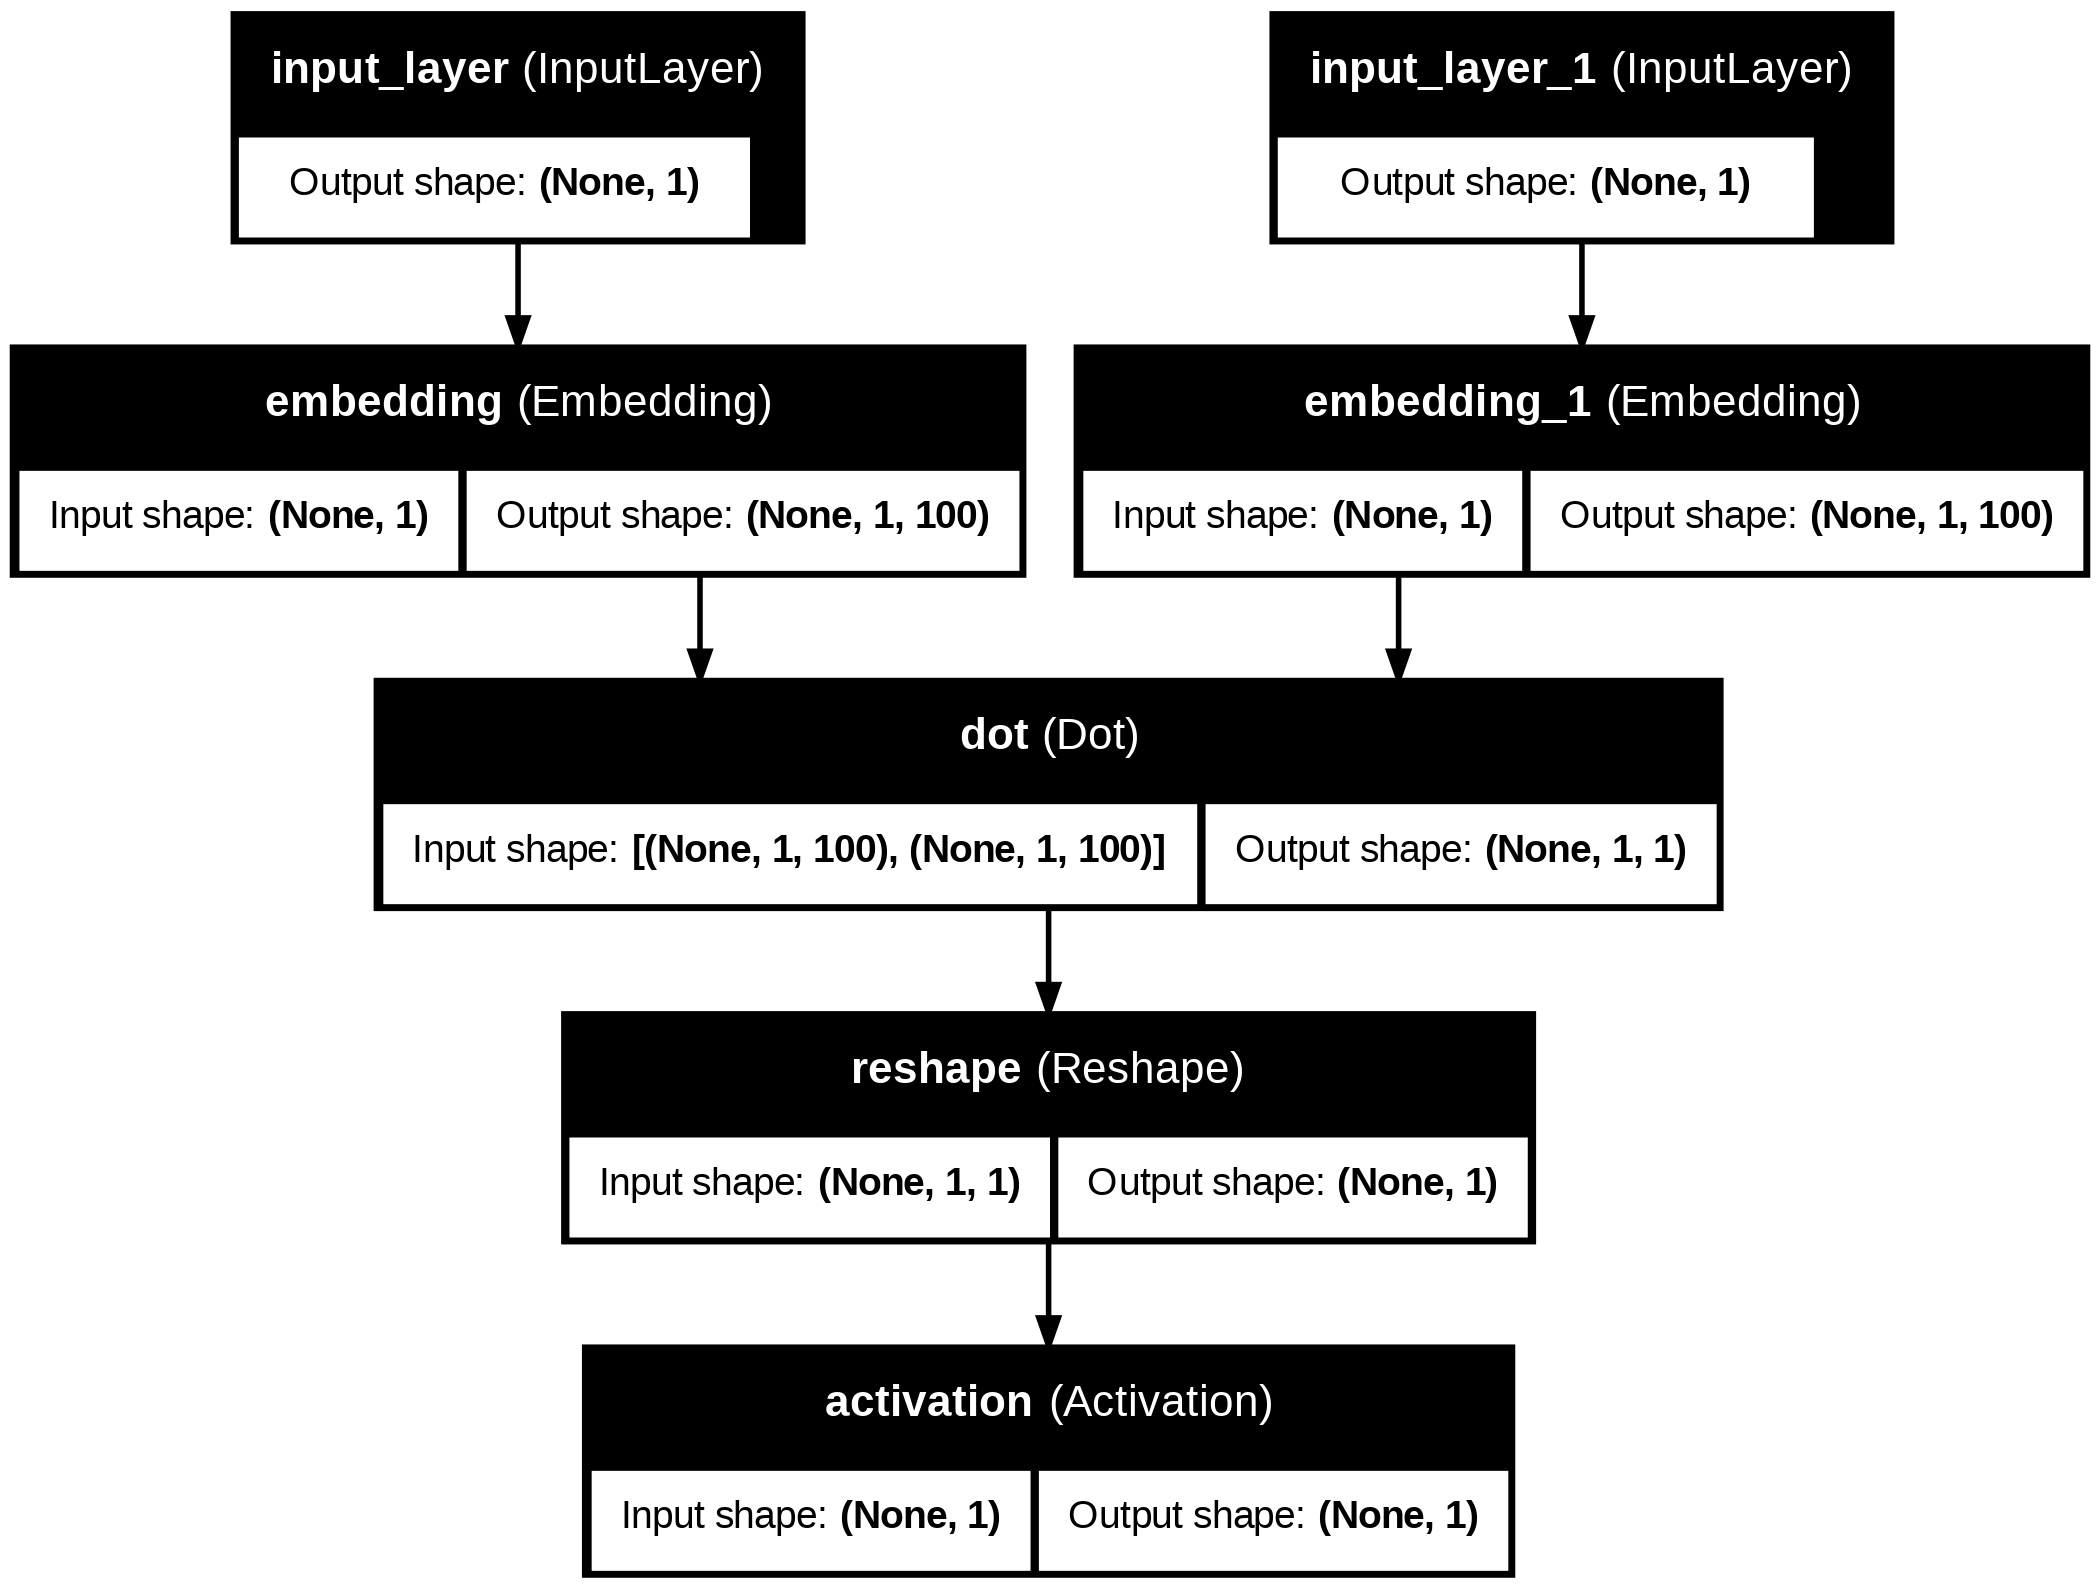 input_layer (InputLayer)
Output shape: (None, 1)
input_layer_1 (InputLayer)
Output shape: (None, 1)
embedding (Embedding)
Input shape: (None, 1)
Output shape: (None, 1, 100)
embedding_1 (Embedding)
Input shape: (None, 1)
Output shape: (None, 1, 100)
dot (Dot)
Input shape: [(None, 1, 100), (None, 1, 100)]
Output shape: (None, 1, 1)
reshape (Reshape)
Input shape: (None, 1, 1)
Output shape: (None, 1)
activation (Activation)
Input shape: (None, 1)
Output shape: (None, 1)